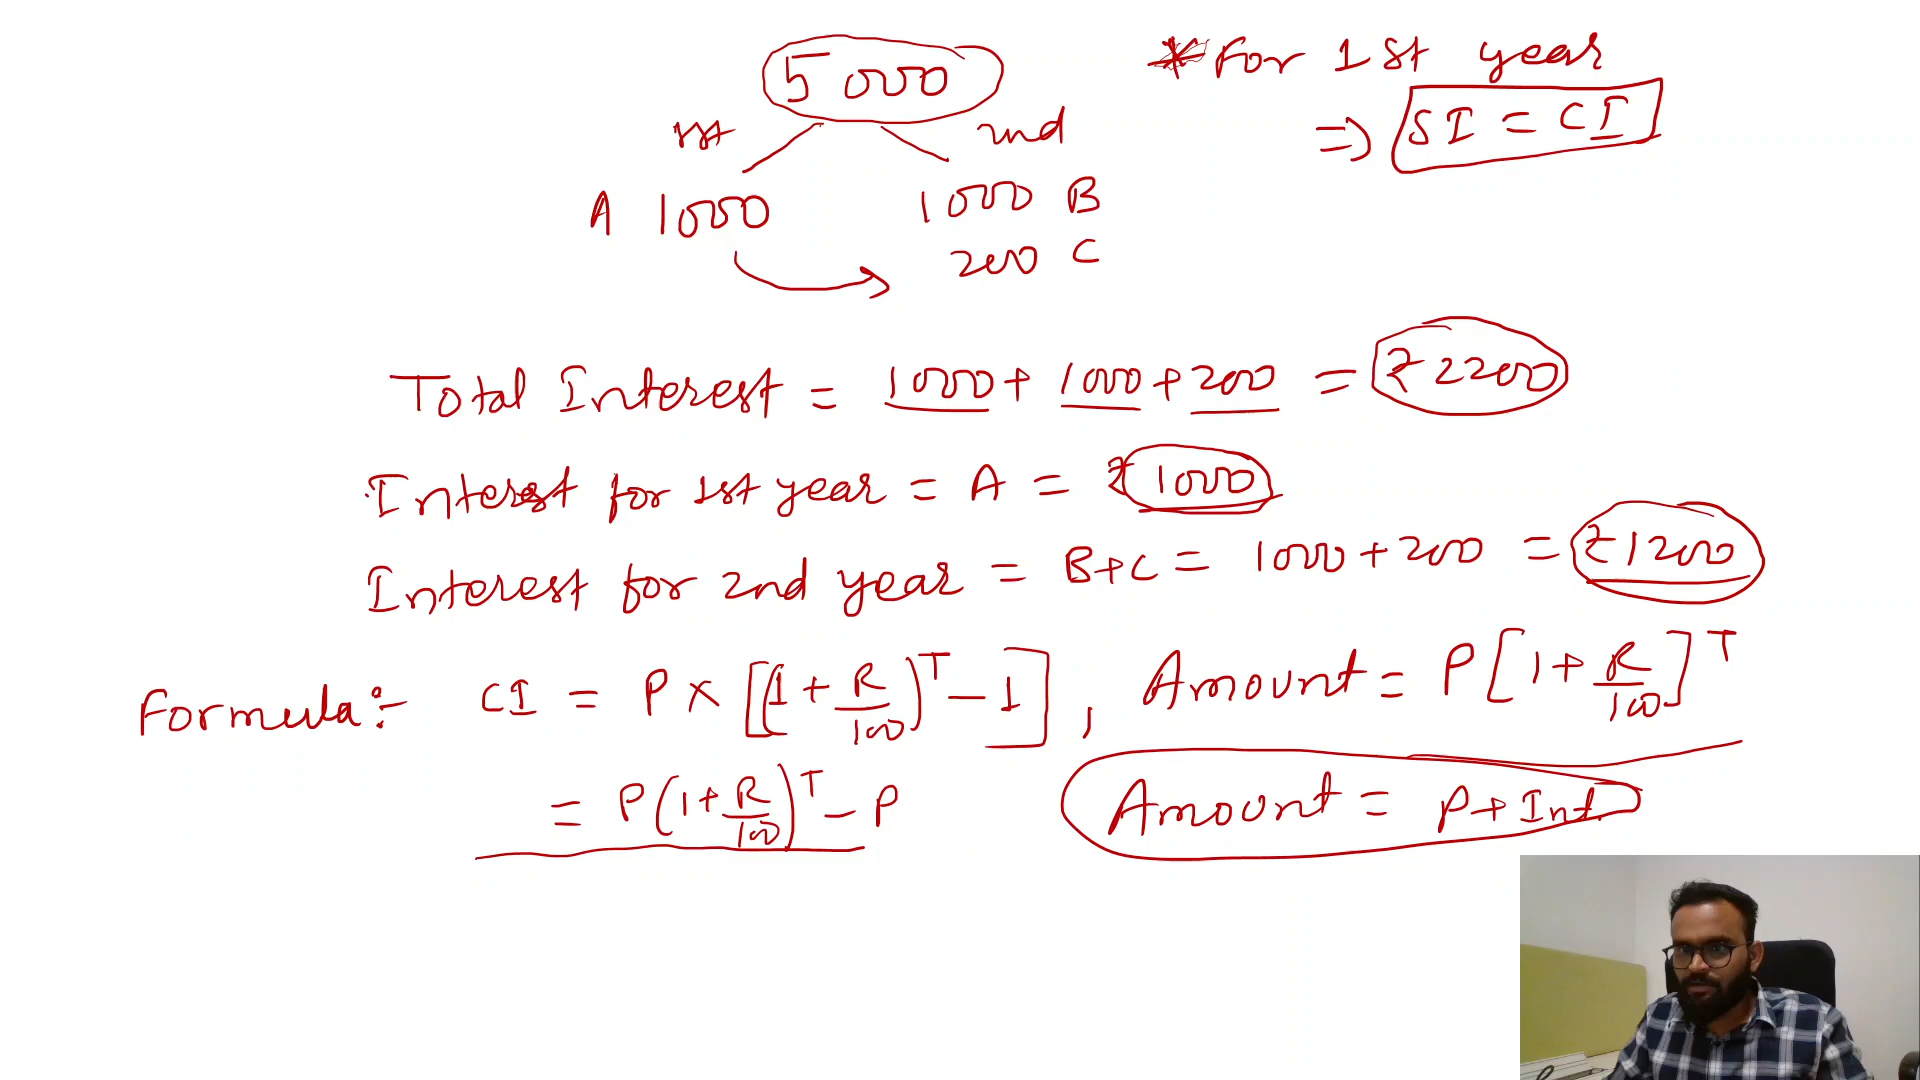 5000
* For 1st year
⇒ SI = CI
1st 2nd
A 1000 1000 B
200 C
Total Interest = 1000 + 1000 + 200 = ₹2200
Interest for 1st year = A = ₹1000
Interest for 2nd year = B+C = 1000 + 200 = ₹1200
Formula:- CI = P × [(1 + R/100)^T - 1], Amount = P[1 + R/100]^T
= P(1 + R/100)^T - P
Amount = P + Int.